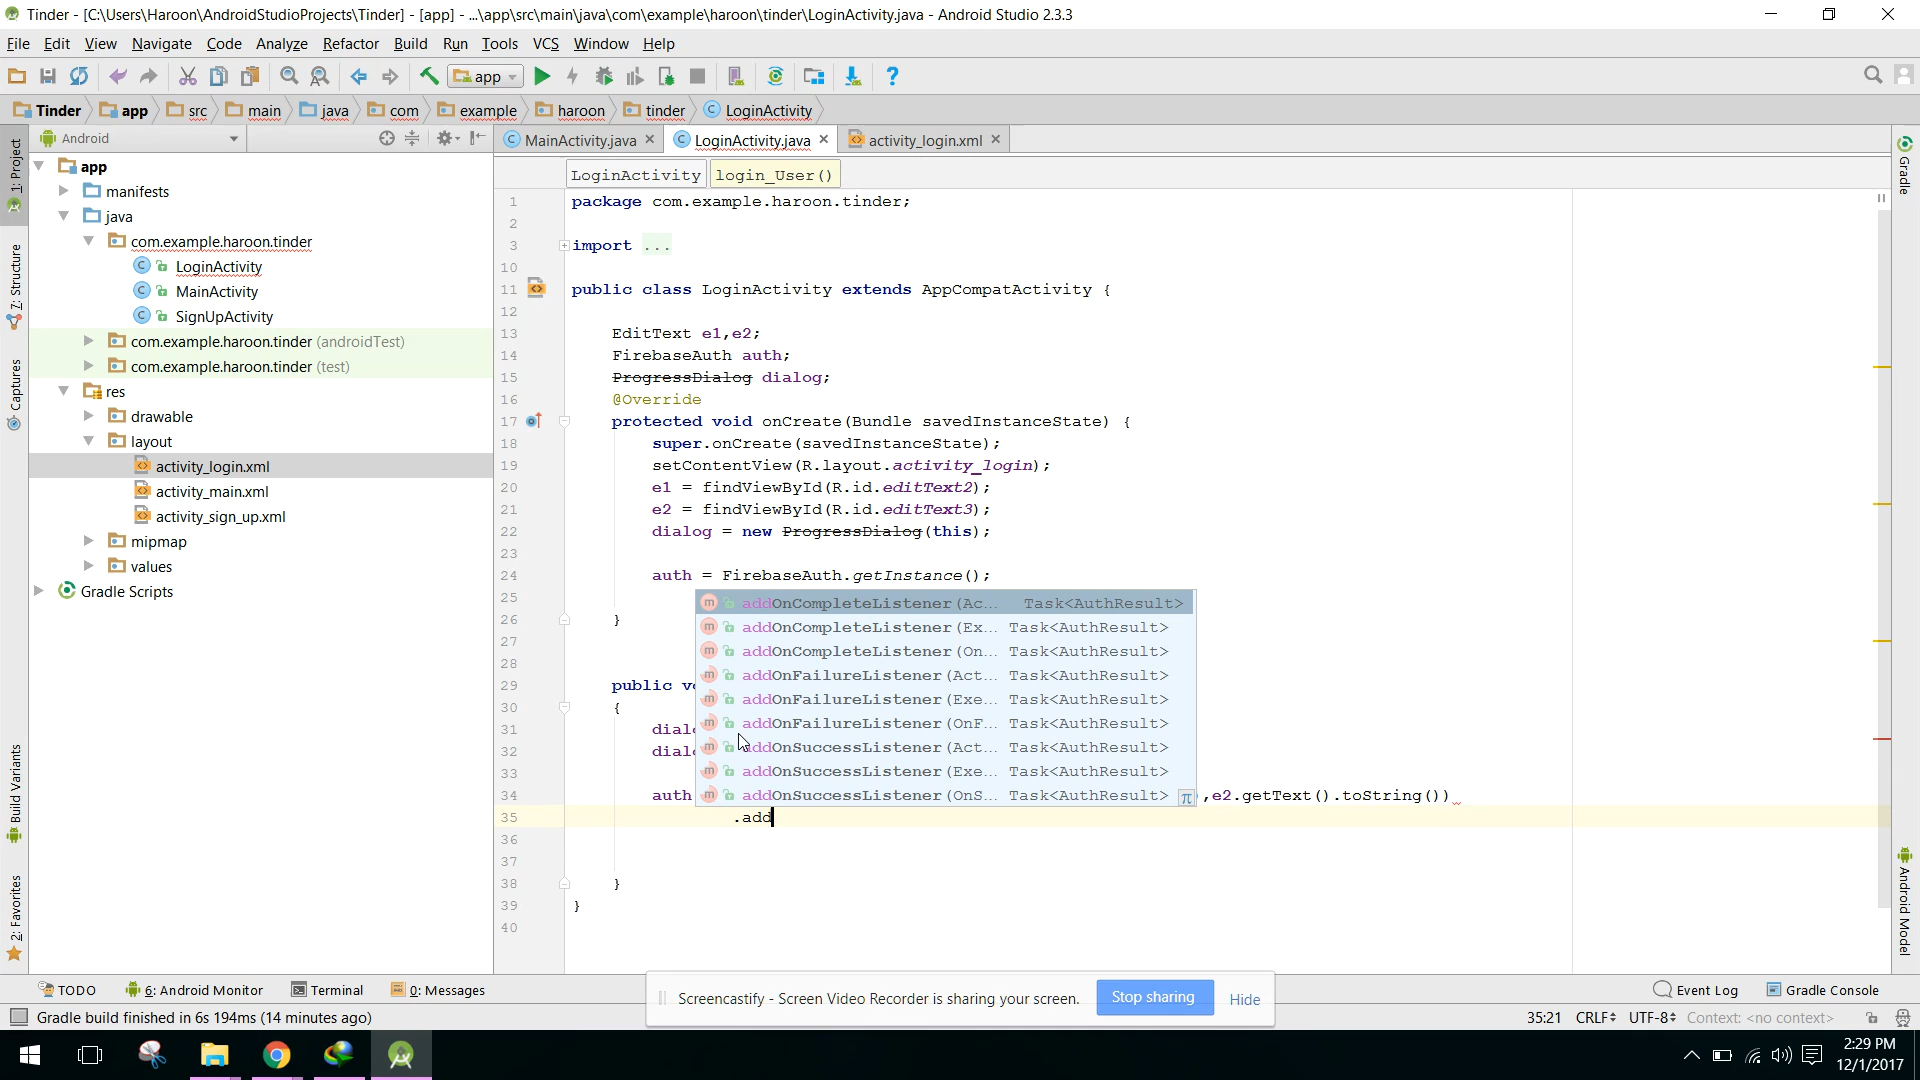 Tinder - [C:\Users\Haroon\AndroidStudioProjects\Tinder] - [app] - ...\app\src\main\java\com\example\haroon\tinder\LoginActivity.java - Android Studio 2.3.3
File Edit View Navigate Code Analyze Refactor Build Run Tools VCS Window Help
app
Tinder app src main java com example haroon tinder LoginActivity
Android
MainActivity.java LoginActivity.java activity_login.xml
LoginActivity login_User()
1: Project
7: Structure
Captures
Build Variants
2: Favorites
app
manifests
java
com.example.haroon.tinder
LoginActivity
MainActivity
SignUpActivity
com.example.haroon.tinder (androidTest)
com.example.haroon.tinder (test)
res
drawable
layout
activity_login.xml
activity_main.xml
activity_sign_up.xml
mipmap
values
Gradle Scripts
1 package com.example.haroon.tinder;
2
3 import ...
10
11 public class LoginActivity extends AppCompatActivity {
12
13 EditText e1,e2;
14 FirebaseAuth auth;
15 ProgressDialog dialog;
16 @Override
17 protected void onCreate(Bundle savedInstanceState) {
18 super.onCreate(savedInstanceState);
19 setContentView(R.layout.activity_login);
20 e1 = findViewById(R.id.editText2);
21 e2 = findViewById(R.id.editText3);
22 dialog = new ProgressDialog(this);
23
24 auth = FirebaseAuth.getInstance();
25
26 }
27
28
29 public v
30 {
31 dial
32 dial
33
34 auth ,e2.getText().toString())
35 .add
36
37
38 }
39 }
40
addOnCompleteListener(Ac... Task<AuthResult>
addOnCompleteListener(Ex... Task<AuthResult>
addOnCompleteListener(On... Task<AuthResult>
addOnFailureListener(Act... Task<AuthResult>
addOnFailureListener(Exe... Task<AuthResult>
addOnFailureListener(OnF... Task<AuthResult>
addOnSuccessListener(Act... Task<AuthResult>
addOnSuccessListener(Exe... Task<AuthResult>
addOnSuccessListener(OnS... Task<AuthResult> π
Gradle
Android Model
TODO 6: Android Monitor Terminal 0: Messages
Event Log Gradle Console
Screencastify - Screen Video Recorder is sharing your screen. Stop sharing Hide
Gradle build finished in 6s 194ms (14 minutes ago)
35:21 CRLF UTF-8 Context: <no context>
2:29 PM
12/1/2017